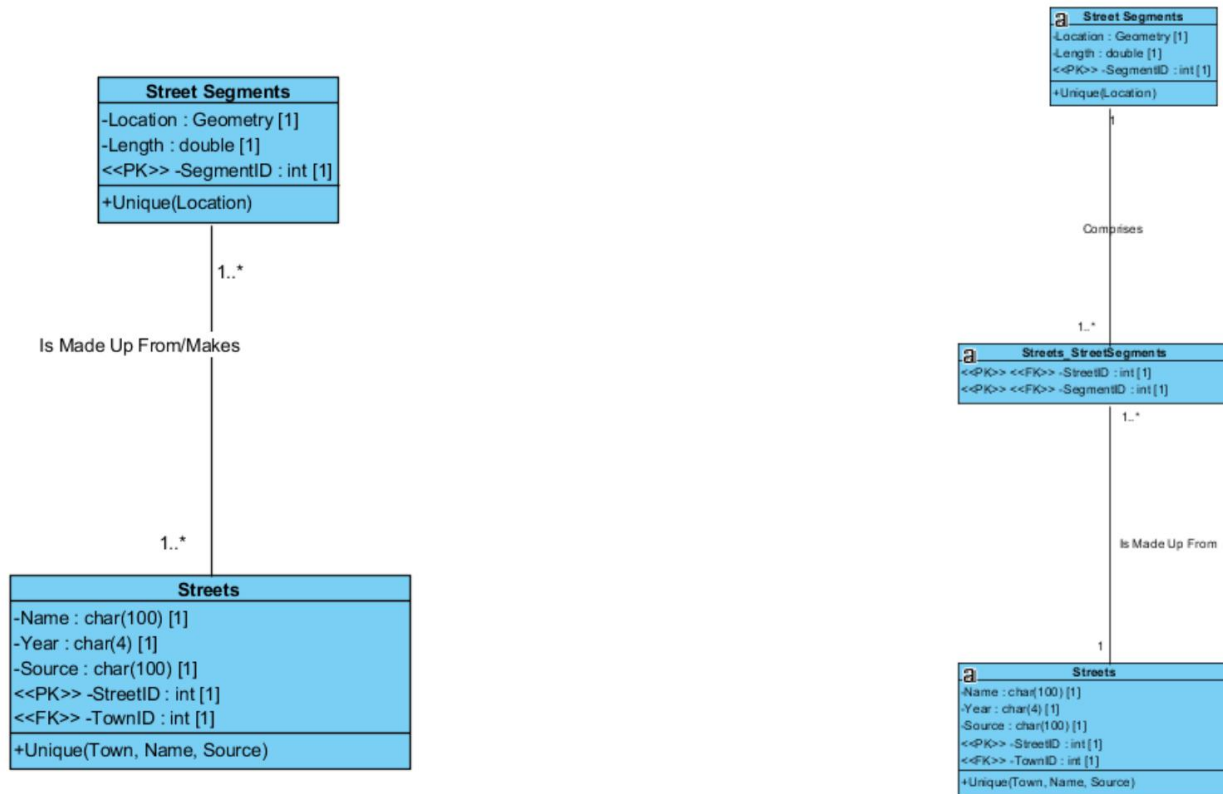 Street Segments
-Location : Geometry [1]
-Length : double [1]
<<PK>> -SegmentID : int [1]
+Unique(Location)
1..*
Is Made Up From/Makes
1..*
Streets
-Name : char(100) [1]
-Year : char(4) [1]
-Source : char(100) [1]
<<PK>> -StreetID : int [1]
<<FK>> -TownID : int [1]
+Unique(Town, Name, Source)
a Street Segments
-Location : Geometry [1]
-Length : double [1]
<<PK>> -SegmentID : int [1]
+Unique(Location)
1
Comprises
1..*
a Streets_StreetSegments
<<PK>> <<FK>> -StreetID : int [1]
<<PK>> <<FK>> -SegmentID : int [1]
1..*
Is Made Up From
1
a Streets
-Name : char(100) [1]
-Year : char(4) [1]
-Source : char(100) [1]
<<PK>> -StreetID : int [1]
<<FK>> -TownID : int [1]
+Unique(Town, Name, Source)